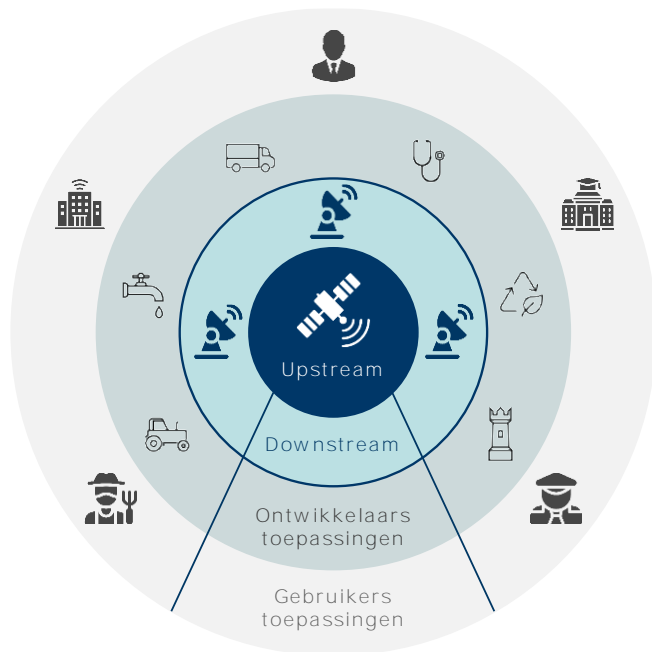 Upstream
Downstream
Ontwikkelaars
toepassingen
Gebruikers
toepassingen